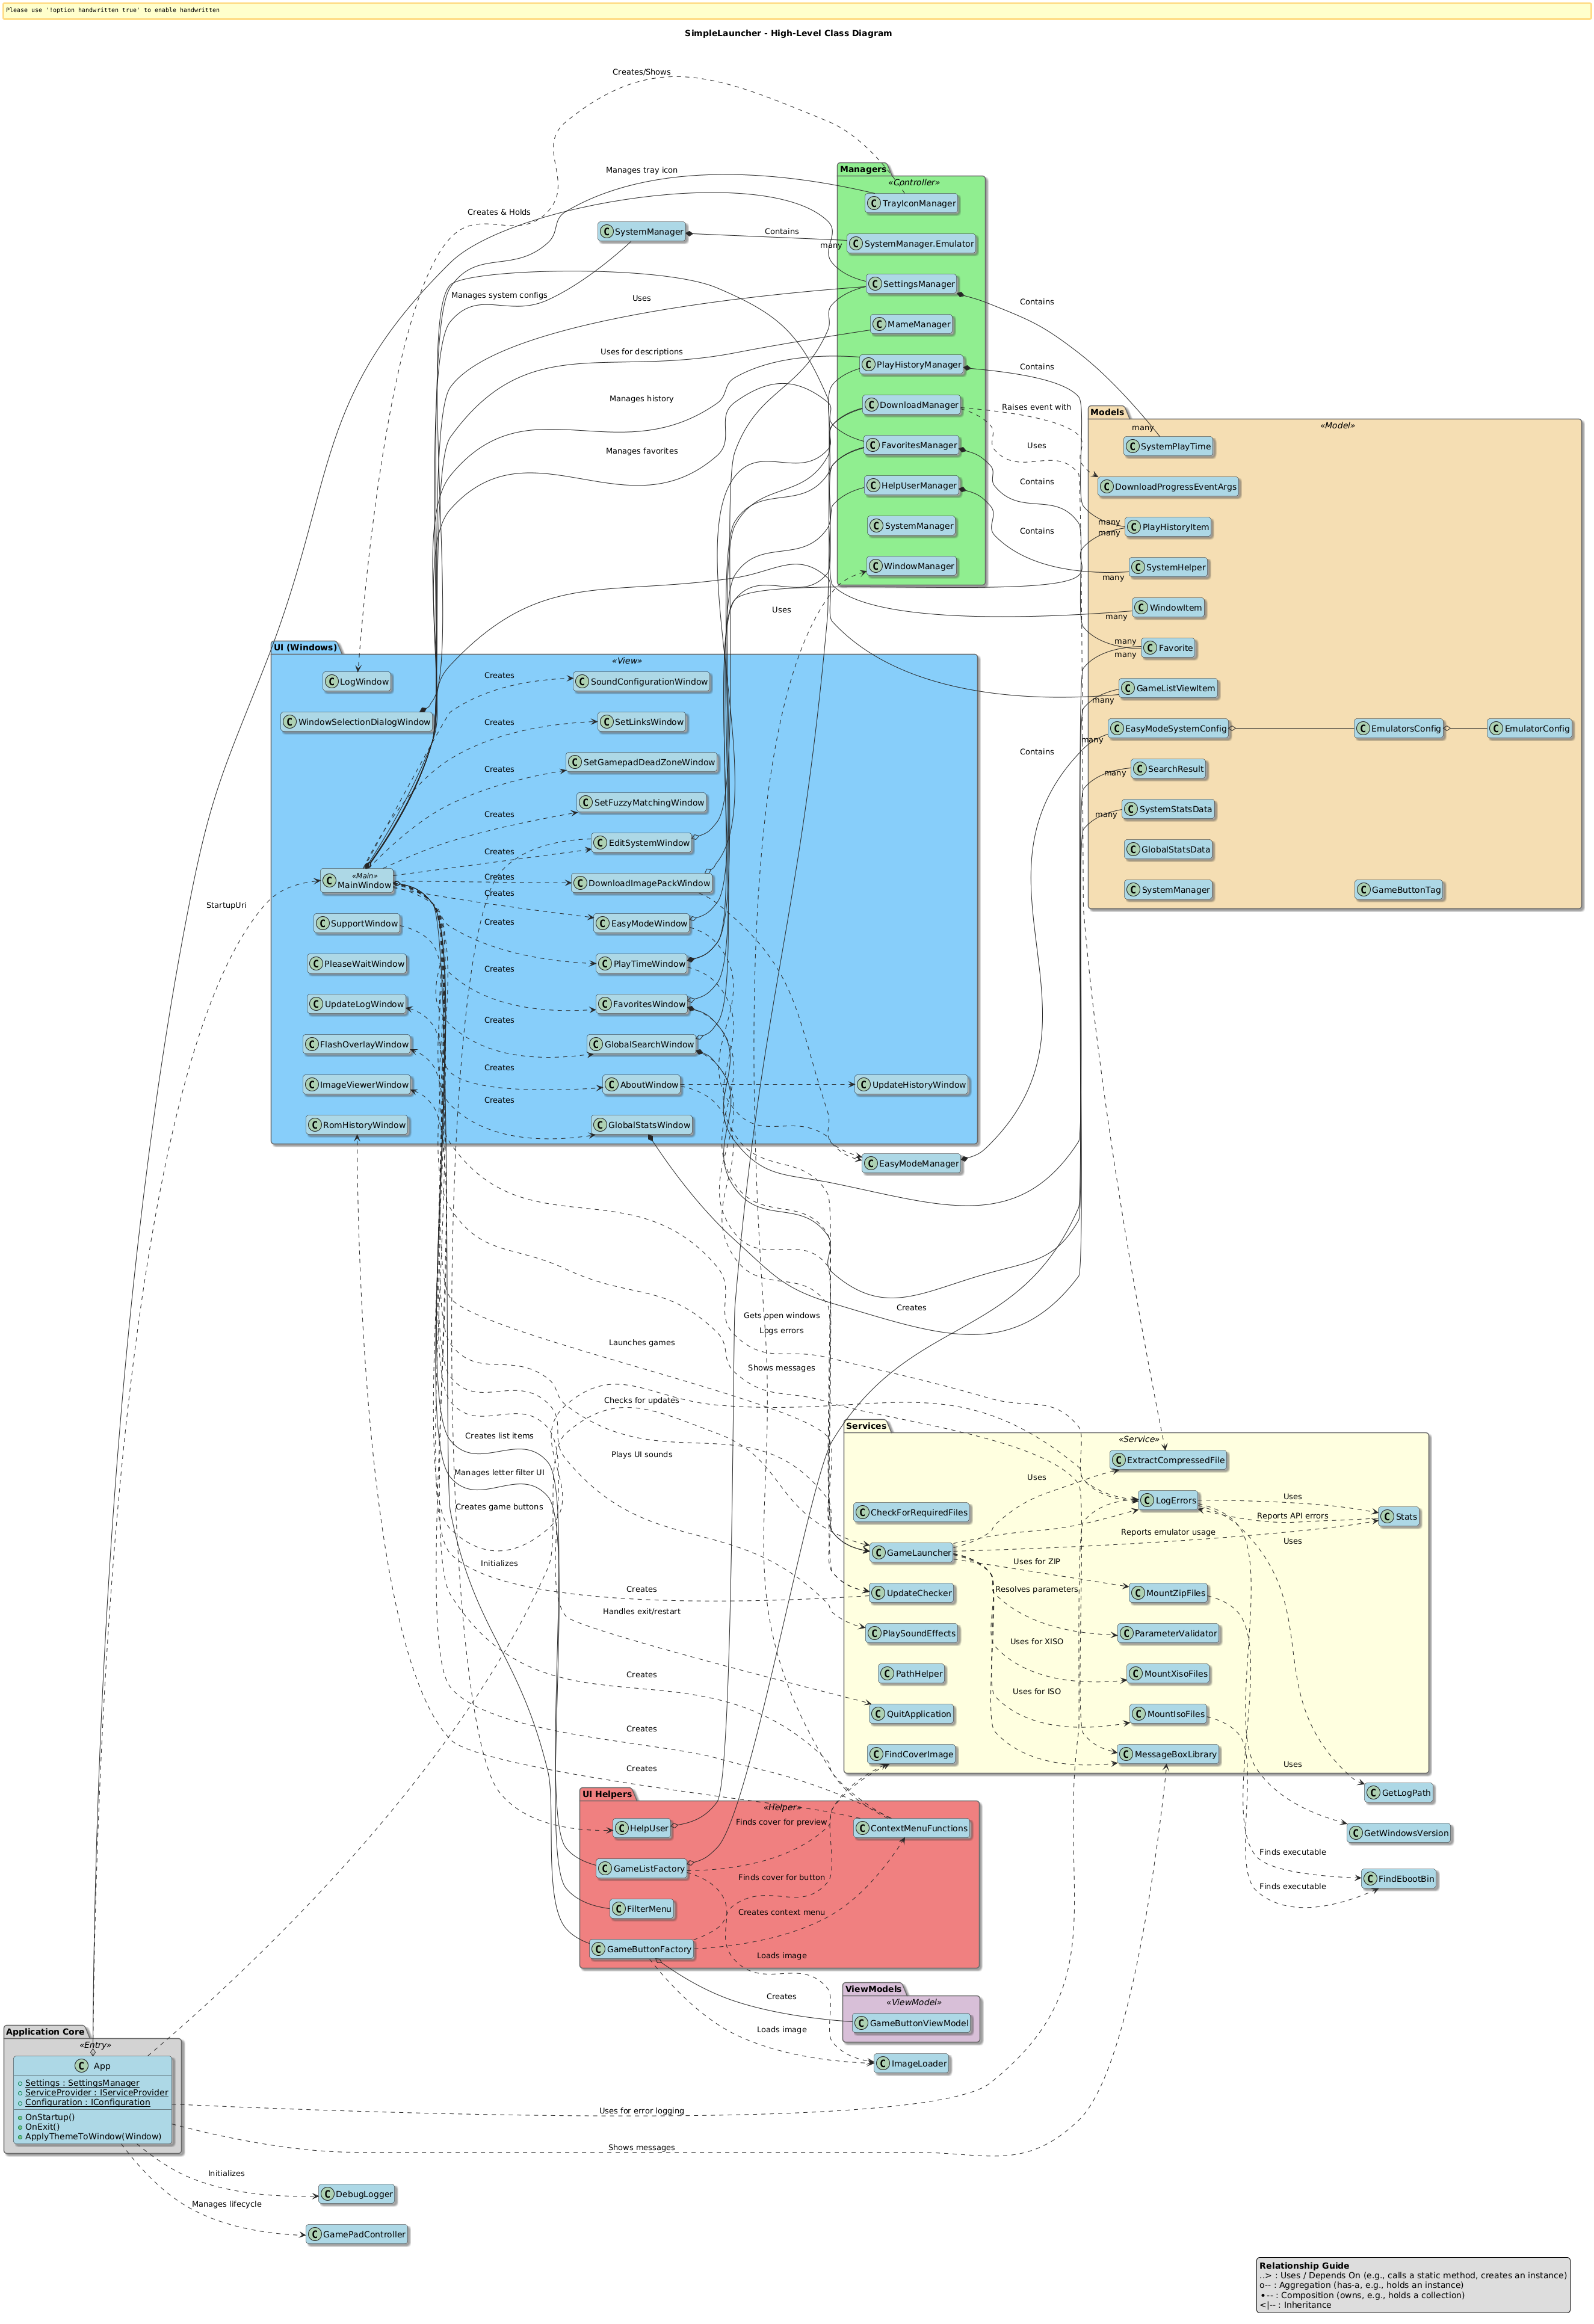 Please use '!option handwritten true' to enable handwritten
SimpleLauncher - High-Level Class Diagram
Creates/Shows
Managers
«Controller»
Manages tray icon
TrayIconManager
Creates & Holds
SystemManager
Contains
many
SystemManager.Emulator
SettingsManager
Manages system configs
Uses
Contains
MameManager
Uses for descriptions
PlayHistoryManager
Contains
Manages history
DownloadManager
Raises event with
Models
«Model»
many
SystemPlayTime
FavoritesManager
Uses
Manages favorites
HelpUserManager
Contains
DownloadProgressEventArgs
SystemManager
many
many
PlayHistoryItem
Contains
WindowManager
SystemHelper
many
Uses
WindowItem
many
UI (Windows)
«View»
many
Favorite
many
LogWindow
Creates
SoundConfigurationWindow
GameListViewItem
many
WindowSelectionDialogWindow
Creates
SetLinksWindow
EasyModeSystemConfig
EmulatorsConfig
EmulatorConfig
many
Contains
Creates
SetGamepadDeadZoneWindow
SearchResult
many
Creates
SetFuzzyMatchingWindow
SystemStatsData
many
Creates
EditSystemWindow
GlobalStatsData
«Main»
MainWindow
Creates
DownloadImagePackWindow
SystemManager
GameButtonTag
Creates
StartupUri
SupportWindow
Creates
EasyModeWindow
PleaseWaitWindow
PlayTimeWindow
Creates
UpdateLogWindow
FavoritesWindow
Creates
FlashOverlayWindow
GlobalSearchWindow
Creates
ImageViewerWindow
AboutWindow
UpdateHistoryWindow
Creates
RomHistoryWindow
GlobalStatsWindow
EasyModeManager
Creates
Gets open windows
Logs errors
Launches games
Shows messages
Checks for updates
Services
«Service»
Creates list items
Plays UI sounds
ExtractCompressedFile
Manages letter filter UI
Uses
LogErrors
Uses
Creates game buttons
CheckForRequiredFiles
Reports API errors
Stats
Reports emulator usage
Uses
GameLauncher
Initializes
Uses for ZIP
Creates
UpdateChecker
Resolves parameters
MountZipFiles
Handles exit/restart
PlaySoundEffects
ParameterValidator
Uses for XISO
Creates
PathHelper
MountXisoFiles
Uses for ISO
QuitApplication
MountIsoFiles
Creates
FindCoverImage
MessageBoxLibrary
Creates
Uses
GetLogPath
UI Helpers
«Helper»
Finds cover for preview
HelpUser
ContextMenuFunctions
GetWindowsVersion
Finds executable
GameListFactory
Finds cover for button
FindEbootBin
Finds executable
FilterMenu
Creates context menu
GameButtonFactory
Loads image
ViewModels
«ViewModel»
Creates
GameButtonViewModel
Application Core
«Entry»
Loads image
ImageLoader
App
Settings : SettingsManager
ServiceProvider : IServiceProvider
Configuration : IConfiguration
OnStartup()
OnExit()
ApplyThemeToWindow(Window)
Uses for error logging
Shows messages
Initializes
DebugLogger
Manages lifecycle
GamePadController
Relationship Guide
..> : Uses / Depends On (e.g., calls a static method, creates an instance)
o-- : Aggregation (has-a, e.g., holds an instance)
•-- : Composition (owns, e.g., holds a collection)
<|-- : Inheritance